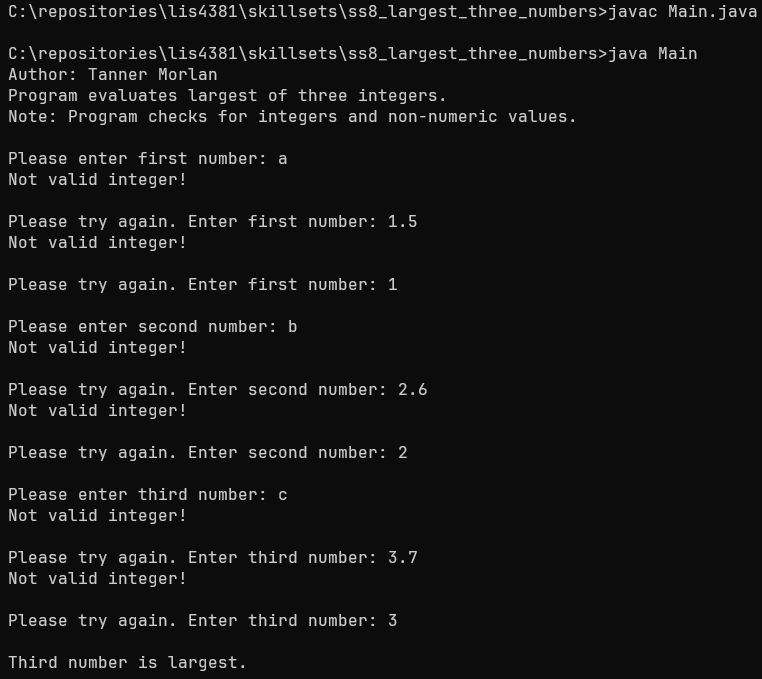 C:\repositories\lis4381\skillsets\ss8_largest_three_numbers>javac Main.java
C:\repositories\lis4381\skillsets\ss8_largest_three_numbers>java Main
Author: Tanner Morlan
Program evaluates largest of three integers.
Note: Program checks for integers and non-numeric values.
Please enter first number: a
Not valid integer!
Please try again. Enter first number: 1.5
Not valid integer!
Please try again. Enter first number: 1
Please enter second number: b
Not valid integer!
Please try again. Enter second number: 2.6
Not valid integer!
Please try again. Enter second number: 2
Please enter third number: c
Not valid integer!
Please try again. Enter third number: 3.7
Not valid integer!
Please try again. Enter third number: 3
Third number is largest.